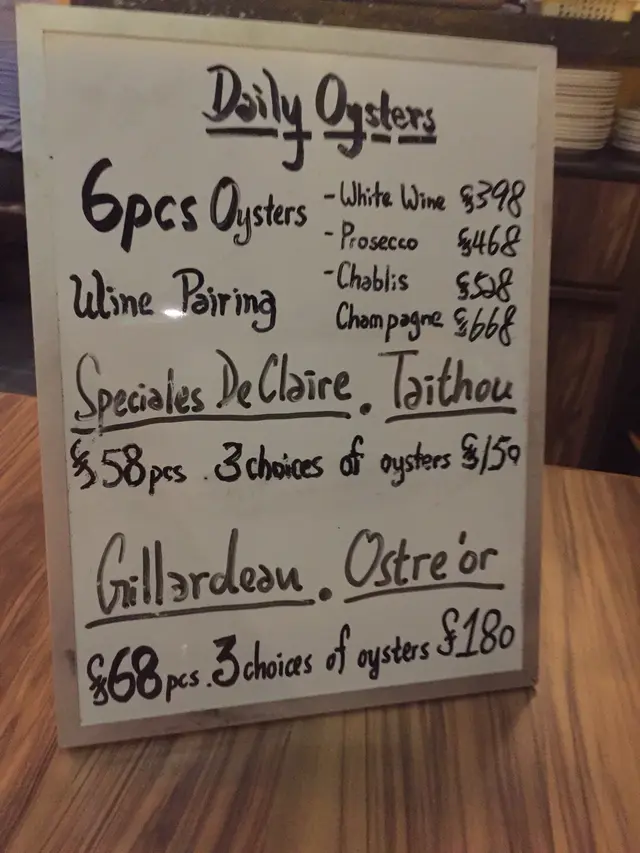 Daily Oysters
6pcs Oysters
Wine Pairing
- White Wine $398
- Prosecco $468
- Chablis $528
Champagne $668
Speciales De Claire . Taithou
$58pcs . 3 choices of oysters $150
Gillardeau . Ostre'or
$68pcs . 3 choices of oysters $180